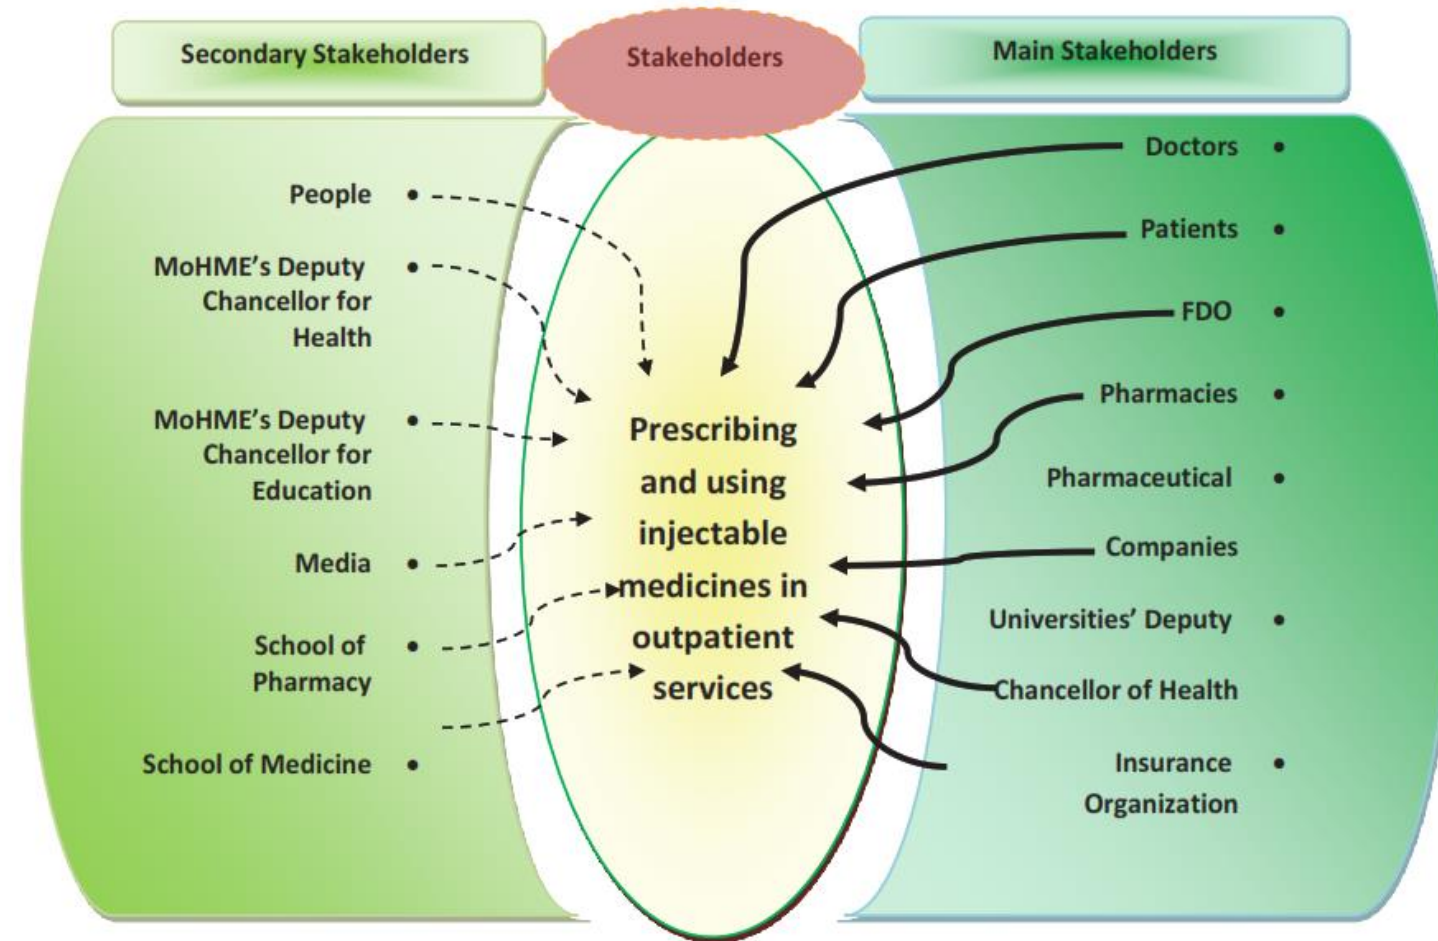 Secondary Stakeholders
Stakeholders
Main Stakeholders
People •
MoHME’s Deputy •
Chancellor for
Health
MoHME’s Deputy •
Chancellor for
Education
Media •
School of •
Pharmacy
School of Medicine •
Prescribing
and using
injectable
medicines in
outpatient
services
Doctors •
Patients •
FDO •
Pharmacies •
Pharmaceutical •
Companies
Universities’ Deputy •
Chancellor of Health
Insurance •
Organization